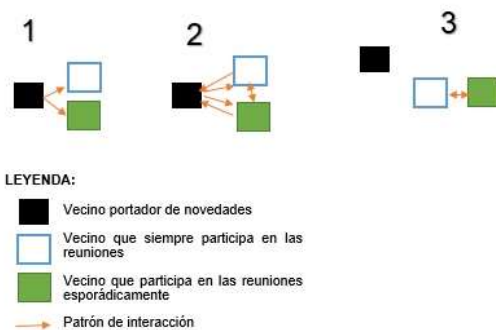 1
2
3
LEYENDA:
Vecino portador de novedades
Vecino que siempre participa en las
reuniones
Vecino que participa en las reuniones
esporádicamente
Patrón de interacción